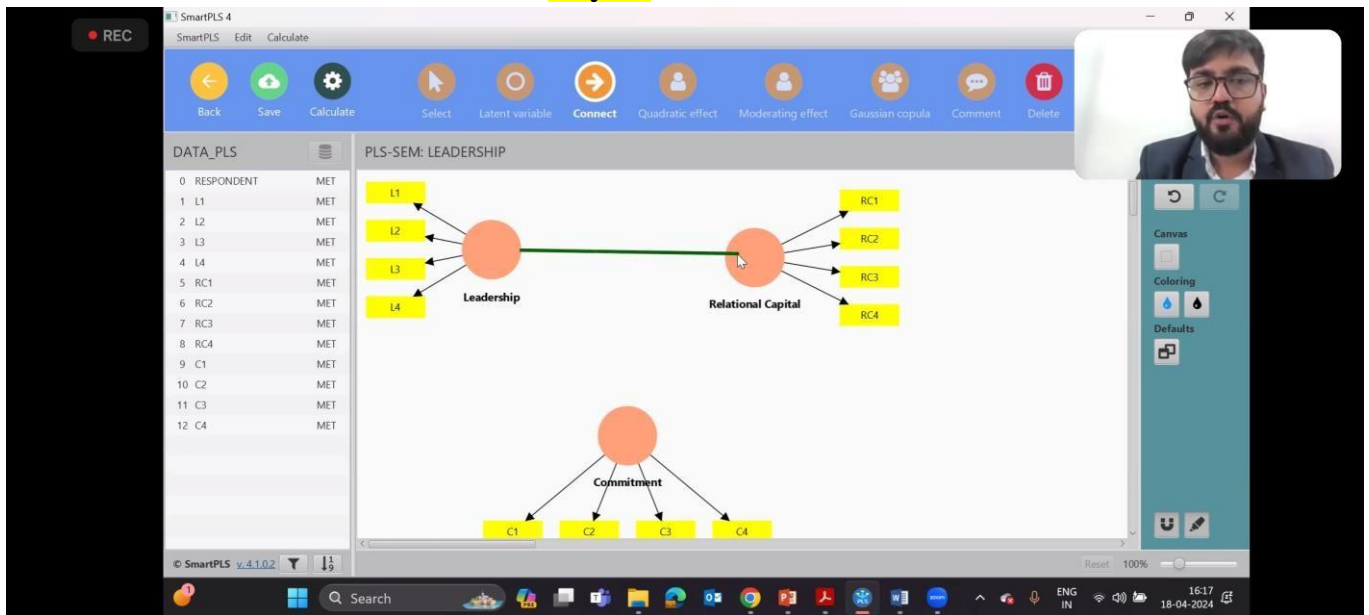 REC
SmartPLS 4
SmartPLS Edit Calculate
Back Save Calculate Select Latent variable Connect Quadratic effect Moderating effect Gaussian copula Comment Delete
DATA_PLS
PLS-SEM: LEADERSHIP
0 RESPONDENT MET
1 L1 MET
2 L2 MET
3 L3 MET
4 L4 MET
5 RC1 MET
6 RC2 MET
7 RC3 MET
8 RC4 MET
9 C1 MET
10 C2 MET
11 C3 MET
12 C4 MET
L1
L2
L3
L4
Leadership
RC1
RC2
RC3
RC4
Relational Capital
Commitment
C1 C2 C3 C4
Canvas
Coloring
Defaults
© SmartPLS v. 4.1.0.2
Reset 100%
Search
ENG
IN
16:17
18-04-2024